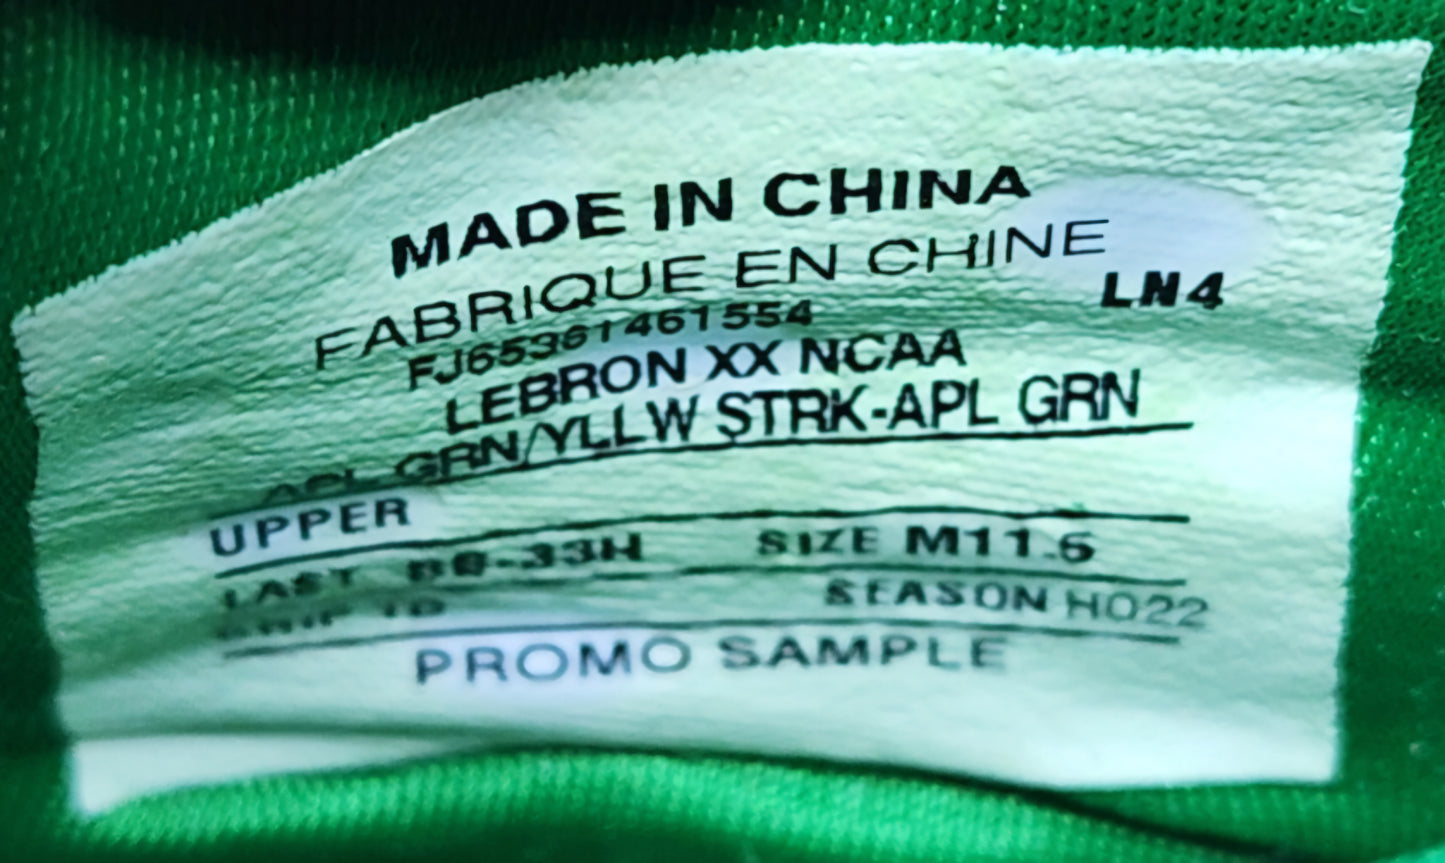 MADE IN CHINA
FABRIQUE EN CHINE
LN4
FJ65361461554
LEBRON XX NCAA
APL GRN/YLLW STRK-APL GRN
UPPER
LAST SIZE M11.5
SEASON HO22
PROMO SAMPLE